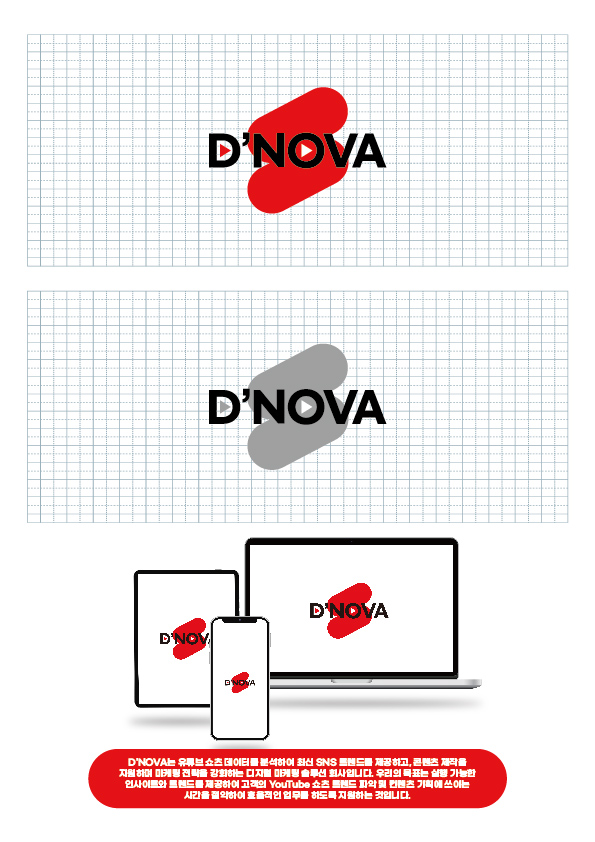 D'NOVA
D'NOVA
D'NOVA
D'NOVA
D'NOVA
D'NOVA는 유튜브 쇼츠 데이터를 분석하여 최신 SNS 트렌드를 제공하고, 콘텐츠 제작을
지원하며 마케팅 전략을 강화하는 디지털 마케팅 솔루션 회사입니다. 우리의 목표는 실행 가능한
인사이트와 트렌드를 제공하여 고객의 YouTube 쇼츠 트렌드 파악 및 컨텐츠 기획에 쓰이는
시간을 절약하여 효율적인 업무를 하도록 지원하는 것입니다.